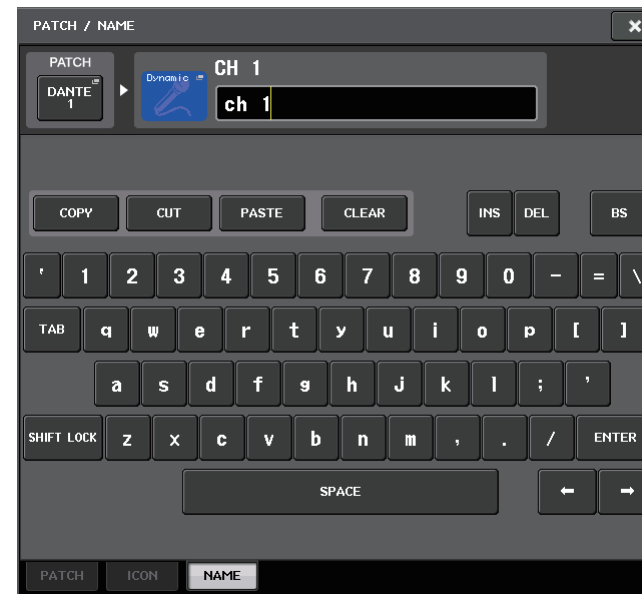 PATCH / NAME
PATCH
DANTE
1
Dynamic
CH 1
ch 1
COPY CUT PASTE CLEAR INS DEL BS
' 1 2 3 4 5 6 7 8 9 0 - = \
TAB q w e r t y u i o p [ ]
a s d f g h j k l ; '
SHIFT LOCK z x c v b n m , . / ENTER
SPACE ← →
PATCH ICON NAME